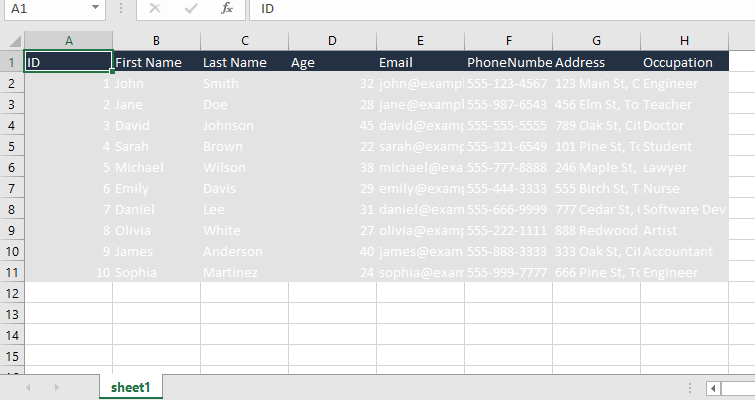 A1 fx ID
A B C D E F G H
1 ID First Name Last Name Age Email PhoneNumbe Address Occupation
2 1 John Smith 32 john@exampl 555-123-4567 123 Main St, C Engineer
3 2 Jane Doe 28 jane@exampl 555-987-6543 456 Elm St, To Teacher
4 3 David Johnson 45 david@examp 555-555-5555 789 Oak St, Cit Doctor
5 4 Sarah Brown 22 sarah@examp 555-321-6549 101 Pine St, To Student
6 5 Michael Wilson 38 michael@exa 555-777-8888 246 Maple St, Lawyer
7 6 Emily Davis 29 emily@exam 555-444-3333 555 Birch St, T Nurse
8 7 Daniel Lee 31 daniel@exam 555-666-9999 777 Cedar St, Software Dev
9 8 Olivia White 27 olivia@examp 555-222-1111 888 Redwood Artist
10 9 James Anderson 40 james@exam 555-888-3333 333 Oak St, Cit Accountant
11 10 Sophia Martinez 24 sophia@exam 555-999-7777 666 Pine St, To Engineer
12
13
14
15
sheet1